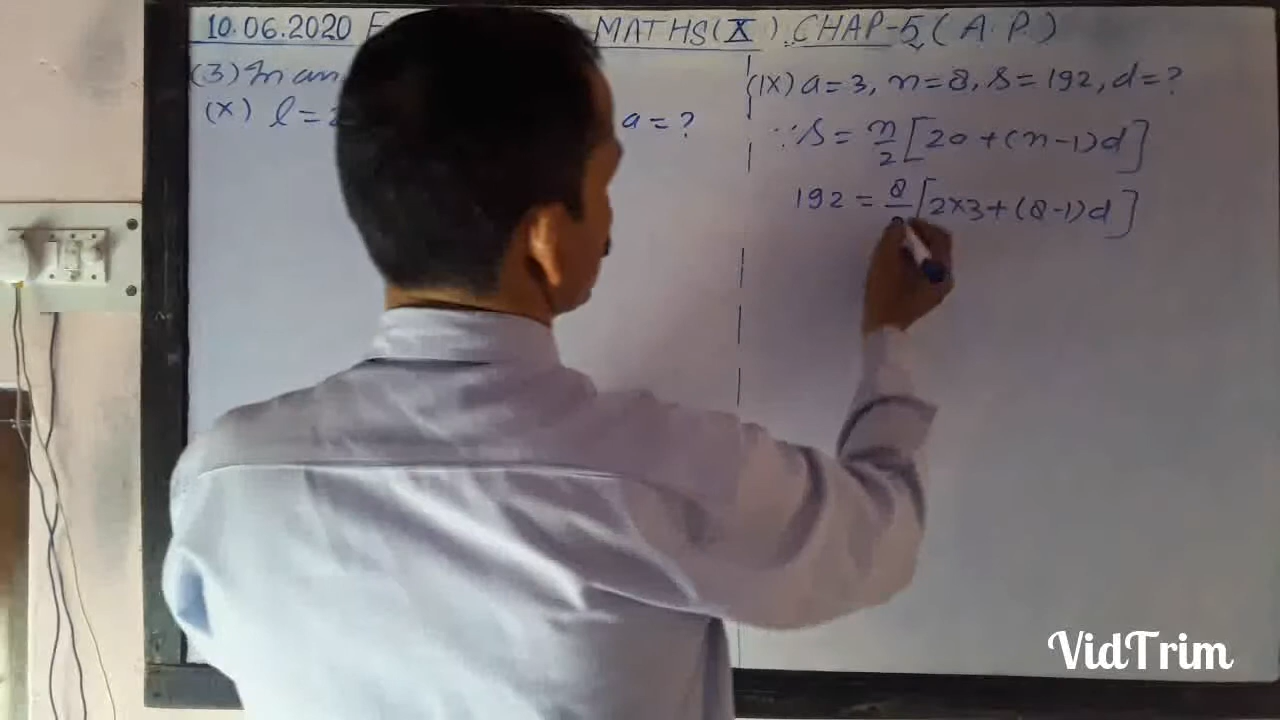 10.06.2020 MATHS(X) CHAP-5(A.P.)
(3) In an
(X) l= a=?
(IX) a=3, n=8, S=192, d=?
∵ S = n/2 [2a+(n-1)d]
192 = 8/ [2×3+(8-1)d]
VidTrim